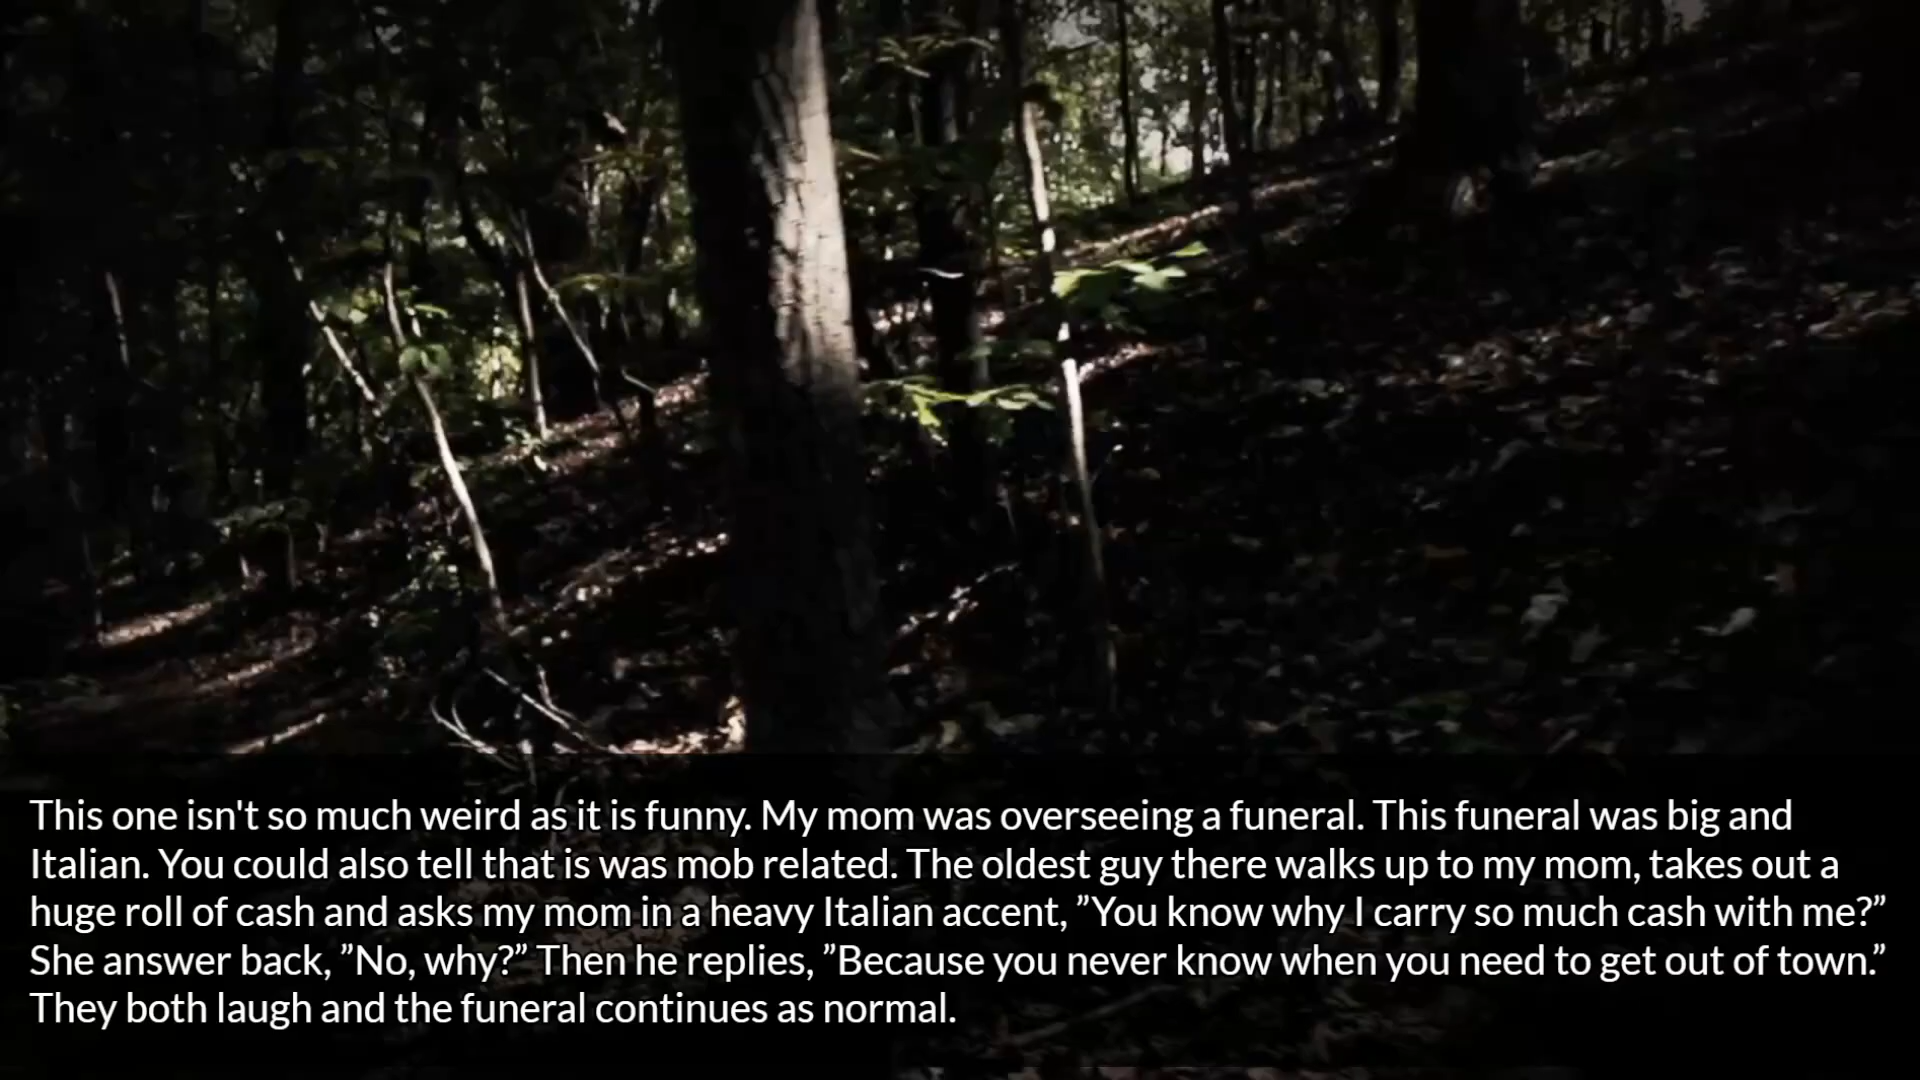 This one isn't so much weird as it is funny. My mom was overseeing a funeral. This funeral was big and
Italian. You could also tell that is was mob related. The oldest guy there walks up to my mom, takes out a
huge roll of cash and asks my mom in a heavy Italian accent, ”You know why I carry so much cash with me?”
She answer back, ”No, why?” Then he replies, ”Because you never know when you need to get out of town.”
They both laugh and the funeral continues as normal.